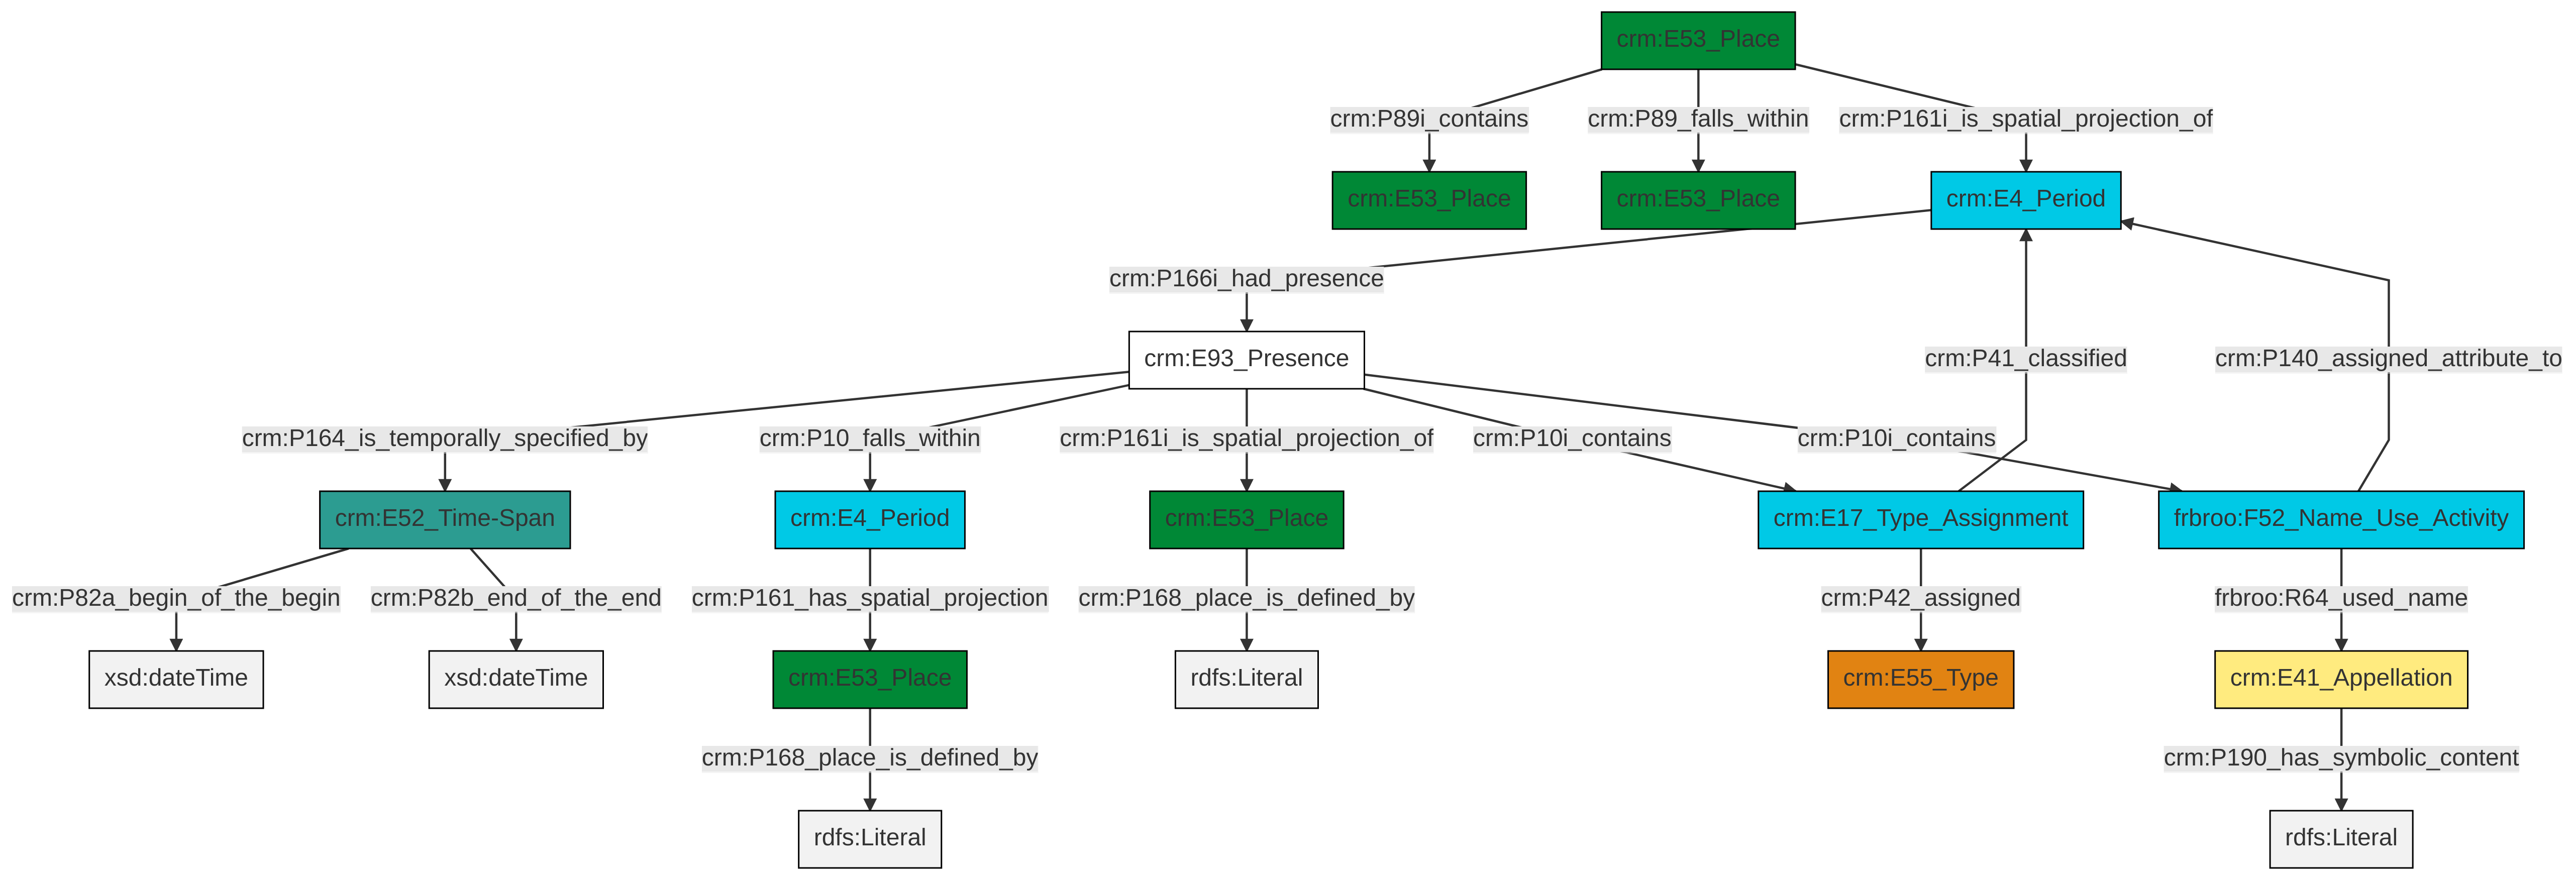 crm:E53_Place
crm:P89i_contains
crm:P89_falls_within
crm:P161i_is_spatial_projection_of
crm:E53_Place
crm:E53_Place
crm:E4_Period
crm:P166i_had_presence
crm:E93_Presence
crm:P41_classified
crm:P140_assigned_attribute_to
crm:P164_is_temporally_specified_by
crm:P10_falls_within
crm:P161i_is_spatial_projection_of
crm:P10i_contains
crm:P10i_contains
crm:E52_Time-Span
crm:E4_Period
crm:E53_Place
crm:E17_Type_Assignment
frbroo:F52_Name_Use_Activity
crm:P82a_begin_of_the_begin
crm:P82b_end_of_the_end
crm:P161_has_spatial_projection
crm:P168_place_is_defined_by
crm:P42_assigned
frbroo:R64_used_name
xsd:dateTime
xsd:dateTime
crm:E53_Place
rdfs:Literal
crm:E55_Type
crm:E41_Appellation
crm:P168_place_is_defined_by
crm:P190_has_symbolic_content
rdfs:Literal
rdfs:Literal